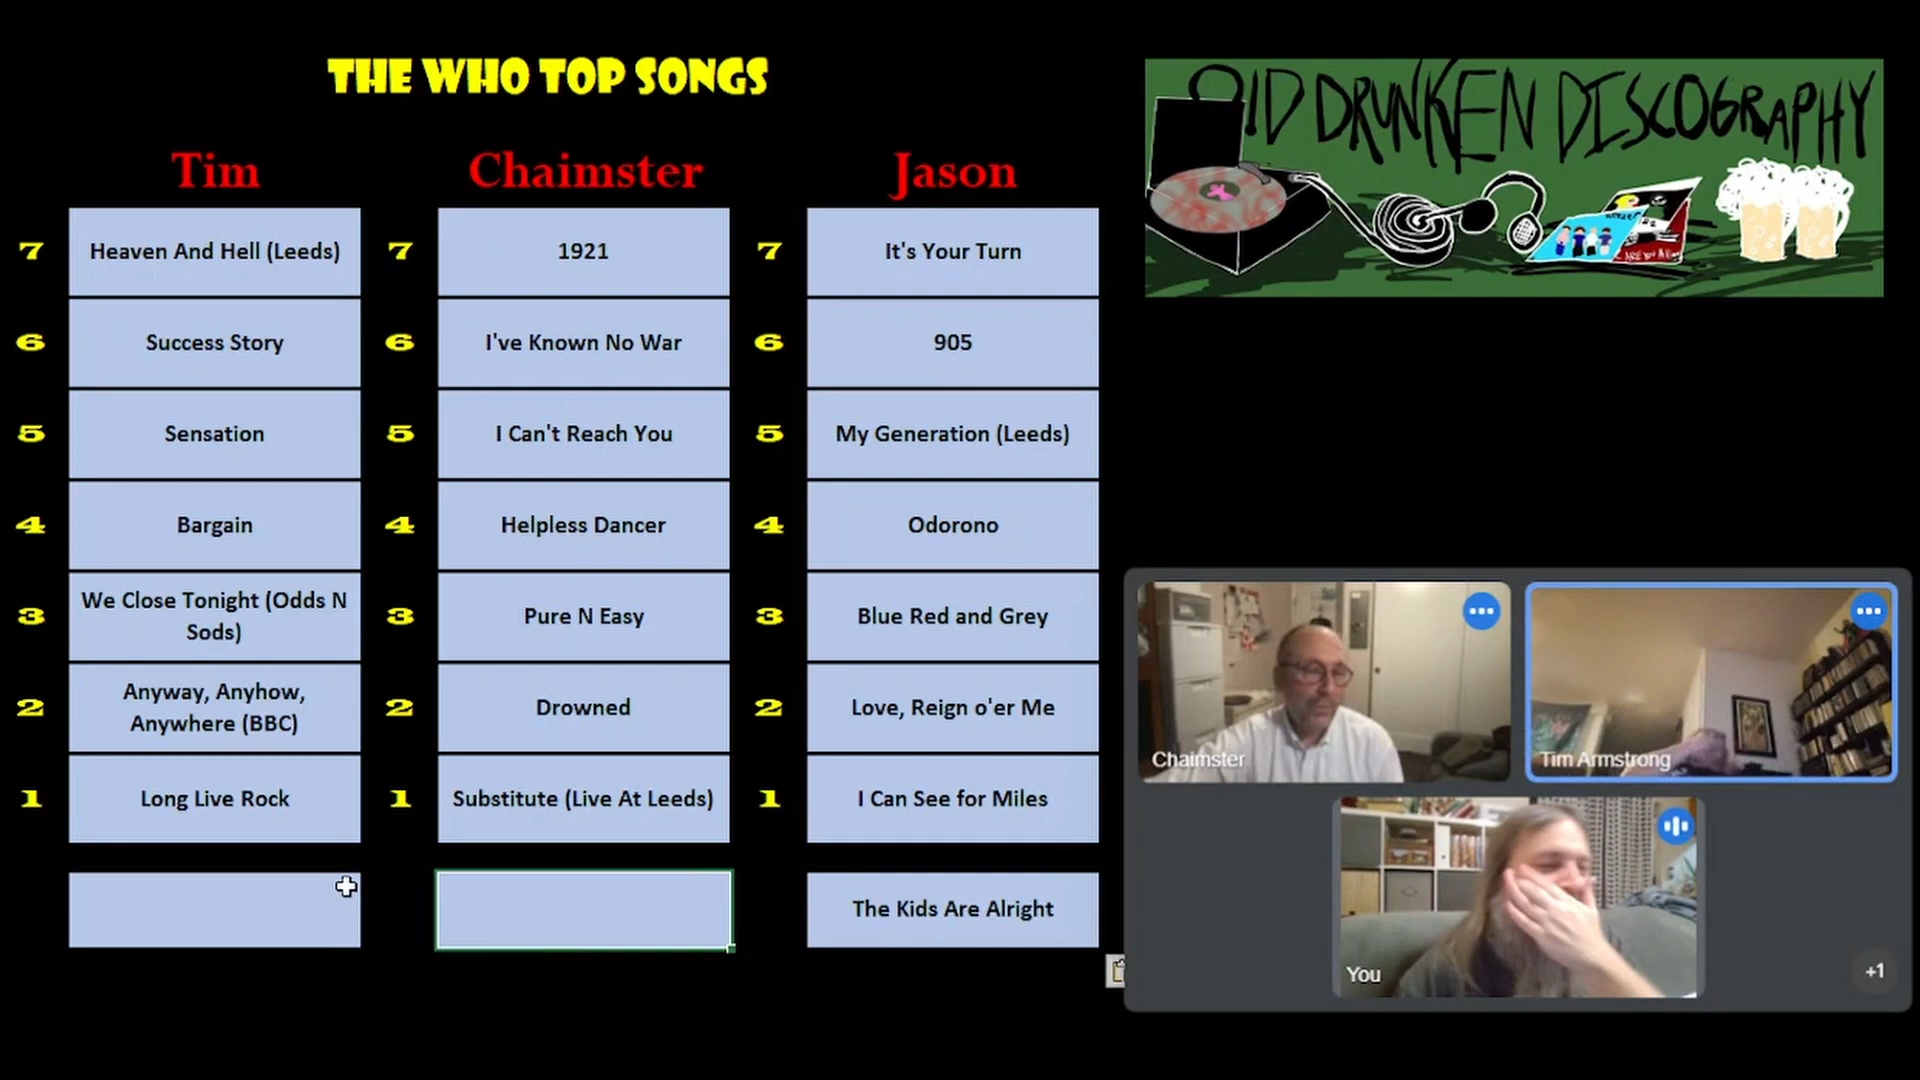 THE WHO TOP SONGS
OLD DRUNKEN DISCOGRAPHY
Tim
Chaimster
Jason
7 Heaven And Hell (Leeds)
7 1921
7 It's Your Turn
6 Success Story
6 I've Known No War
6 905
5 Sensation
5 I Can't Reach You
5 My Generation (Leeds)
4 Bargain
4 Helpless Dancer
4 Odorono
3 We Close Tonight (Odds N
Sods)
3 Pure N Easy
3 Blue Red and Grey
2 Anyway, Anyhow,
Anywhere (BBC)
2 Drowned
2 Love, Reign o'er Me
1 Long Live Rock
1 Substitute (Live At Leeds)
1 I Can See for Miles
The Kids Are Alright
Chaimster
Tim Armstrong
You
+1